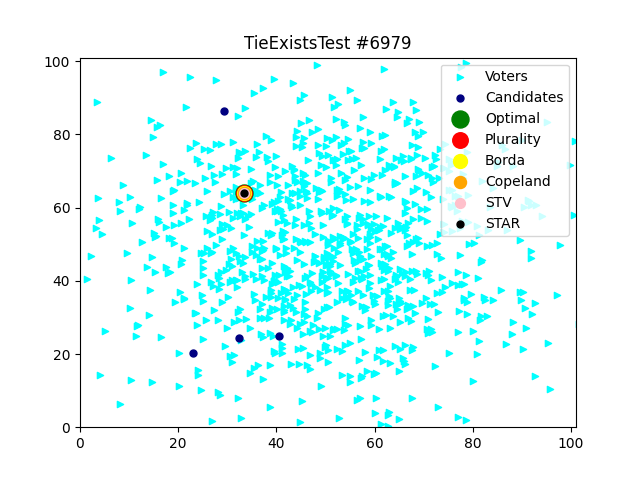 TieExistsTest #6979
100
80
60
40
20
0
0 20 40 60 80 100
Voters
Candidates
Optimal
Plurality
Borda
Copeland
STV
STAR